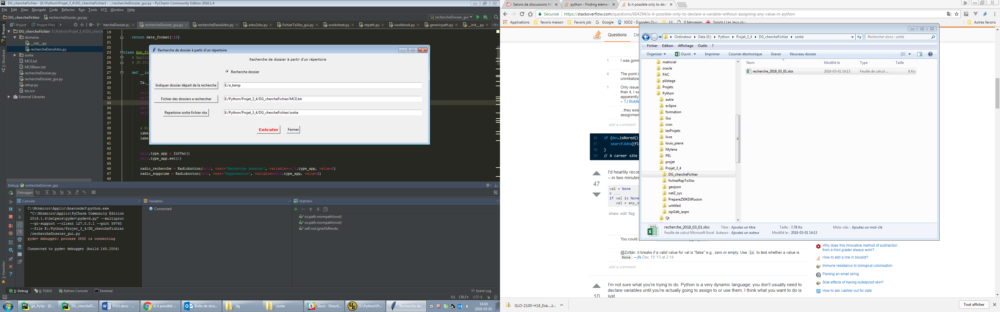 DG_chercheFichier - [E:\Python\Projet_3_4\DG_chercheFichier] - ...\rechercheDossier_gui.py - PyCharm Community Edition 2016.1.4
File Edit View Navigate Code Refactor Run Tools VCS Window Help
DG_chercheFichier rechercheDossier_gui.py
rechercheDossier_gui
Project Project Files
hercheDossier.py rechercheDossier_gui.py rechercheDansArbo.py arbo2xlsx.py fichierToXlsx_gui.py worksheet.py ntpath.py workbook.py genericpath.py __init__.py
1: Project
7: Structure
2: Favorites
DG_chercheFichier E:\Python\Projet_3_4\DG_cherch
domaine
__init__.py
rechercheDansArbo.py
sortie
MCE.txt
MCEBlanc.txt
rechercheDossier.py
rechercheDossier_gui.py
setup.py
tes.ico
External Libraries
19
20 return date_format[:10]
21
22
23 class App_fi
24 # Applic
25 # JM 201
26
27 def __in
28
29 Tk._
30
31 self
32 self
33 self
34 self
35 self
36
37
38 # Wi
39 labe
40 labe
41
42
43 self.type_app = IntVar()
44 self.type_app.set(1)
45
46 radio_recherche = Radiobutton(self, text="Recherche dossier", variable=self.type_app, value=1)
47 radio_supprime = Radiobutton(self, text="Suppression", variable=self.type_app, value=2)
48
Recherche de dossier à partir d'un répertoire
Recherche de dossier à partir d'un répertoire
Recherche dossier
Indiquer dossier départ de la recherche E:/a_temp
Fichier des dossiers a rechercher E:/Python/Projet_3_4/DG_chercheFichier/MCE.txt
Repertoire sortie fichier xlsx E:/Python/Projet_3_4/DG_chercheFichier/sortie
Exécuter Fermer
Debug rechercheDossier_gui
Debugger
Console Variables Watches
C:\Mrnmicro\Applic\Anaconda3\python.exe
"C:\Mrnmicro\Applic\PyCharm Community Edition
2016.1.4\helpers\pydev\pydevd.py" --multiproc
--qt-support --client 127.0.0.1 --port 59760
--file E:/Python/Projet_3_4/DG_chercheFichier
/rechercheDossier_gui.py
pydev debugger: process 3692 is connecting
Connected to pydev debugger (build 145.1504)
Connected
os.path.normpath(root)
os.path.normpath(root)
self.noLigneXlsRendu
5: Debug 6: TODO Python Console Terminal Event Log
5:1 CRLF UTF-8
git_PyVp - [E:... DG_chercheFi... POO.docx - ... Is it possible ... Boîte de réce... dg sortie Slack - Directi... [E:\Python\Pr... Recherche de...
14:16
2018-03-01
Salons de discussions MS python - Finding elemen Is it possible only to decl
Sécurisé https://stackoverflow.com/questions/664294/is-it-possible-only-to-declare-a-variable-without-assigning-any-value-in-python
Applications favoris maison Favoris job Google IGO2 - Données Qué UL 0 Messages Sports | Les Jeux olym Autres favoris
Questions De
1 I was gonn
4 The point i
uninitialize
1 Only issue
than it, I wa
apparently
– TJ Biddle
...they exis
assignmen
add a comment
36 if (dev.isBored()
37 searchJobs({fl
38 }
39 // A career site
I'd heartily recor
– in two minutes
47
val = None
# ...
if val is None
val = any_o
share edit flag
You could a
@Zoltán: it breaks if a valid value for val is "false" e.g., zero or empty. Use is to test whether a value is
None. – jfs Dec 19 '13 at 2:14
add a comment
I'm not sure what you're trying to do. Python is a very dynamic language; you don't usually need to
declare variables until you're actually going to assign to or use them. I think what you want to do is
just
10
Ordinateur Data (E:) Python Projet_3_4 DG_chercheFichier sortie
Rechercher dans : sortie
Fichier Edition Affichage Outils ?
Organiser Ouvrir Imprimer Courrier électronique Graver Nouveau dossier
matriciel
oracle
PAC
pilotage
Projets
Python
autre
eclipse
formation
Gui
icon
lesProjets
livre
louis_pierre
Mylene
PEL
projet
Projet_3_4
DG_chercheFichier
fichierRepToXlsx
geojson
natZ_sys
Prepare250KDiffusion
untitled
zipGdb_ieqm
Qt
Nom Modifié le Type Taille
recherche_2018_03_01.xlsx 2018-03-01 14:13 Feuille de calcul ... 8 Ko
recherche_2018_03_01.xlsx Titre : Ajoutez un titre Taille : 7,78 Ko Mots-clés : Ajoutez un mot-clé
Feuille de calcul Microsoft Excel Auteurs : Ajoutez un auteur Modifié le : 2018-03-01 14:13
Why does this innovative method of subtraction
from a third grader always work?
How to add a line in boxplot?
Immune resistance to biological colonisation
Parsing an email string
Side effects of having bulletproof skin?
How to ask cashier out for date
GLO-2100-H18_Exa....z...
Tout afficher